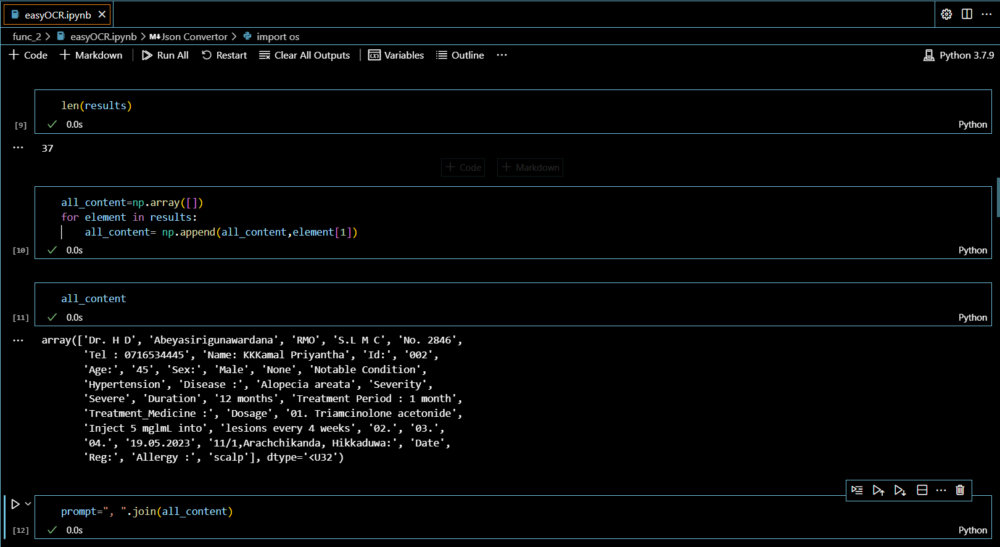 easyOCR.ipynb
func_2 > easyOCR.ipynb > M↓Json Convertor > import os
Code Markdown Run All Restart Clear All Outputs Variables Outline ... Python 3.7.9
len(results)
[9] 0.0s Python
... 37
Code Markdown
all_content=np.array([])
for element in results:
    all_content= np.append(all_content,element[1])
[10] 0.0s Python
all_content
[11] 0.0s Python
... array(['Dr. H D', 'Abeyasirigunawardana', 'RMO', 'S.L M C', 'No. 2846',
'Tel : 0716534445', 'Name: KKKamal Priyantha', 'Id:', '002',
'Age:', '45', 'Sex:', 'Male', 'None', 'Notable Condition',
'Hypertension', 'Disease :', 'Alopecia areata', 'Severity',
'Severe', 'Duration', '12 months', 'Treatment Period : 1 month',
'Treatment_Medicine :', 'Dosage', '01. Triamcinolone acetonide',
'Inject 5 mglmL into', 'lesions every 4 weeks', '02.', '03.',
'04.', '19.05.2023', '11/1,Arachchikanda, Hikkaduwa:', 'Date',
'Reg:', 'Allergy :', 'scalp'], dtype='<U32')
prompt=", ".join(all_content)
[12] 0.0s Python